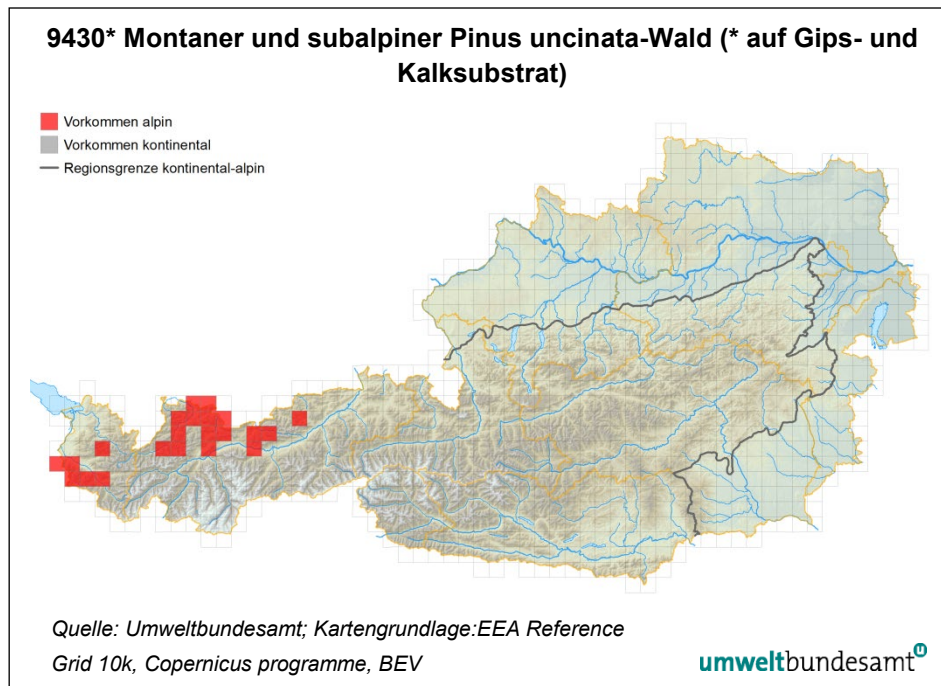 9430* Montaner und subalpiner Pinus uncinata-Wald (* auf Gips- und
Kalksubstrat)
Vorkommen alpin
Vorkommen kontinental
Regionsgrenze kontinental-alpin
Quelle: Umweltbundesamt; Kartengrundlage:EEA Reference
Grid 10k, Copernicus programme, BEV
umweltbundesamt U